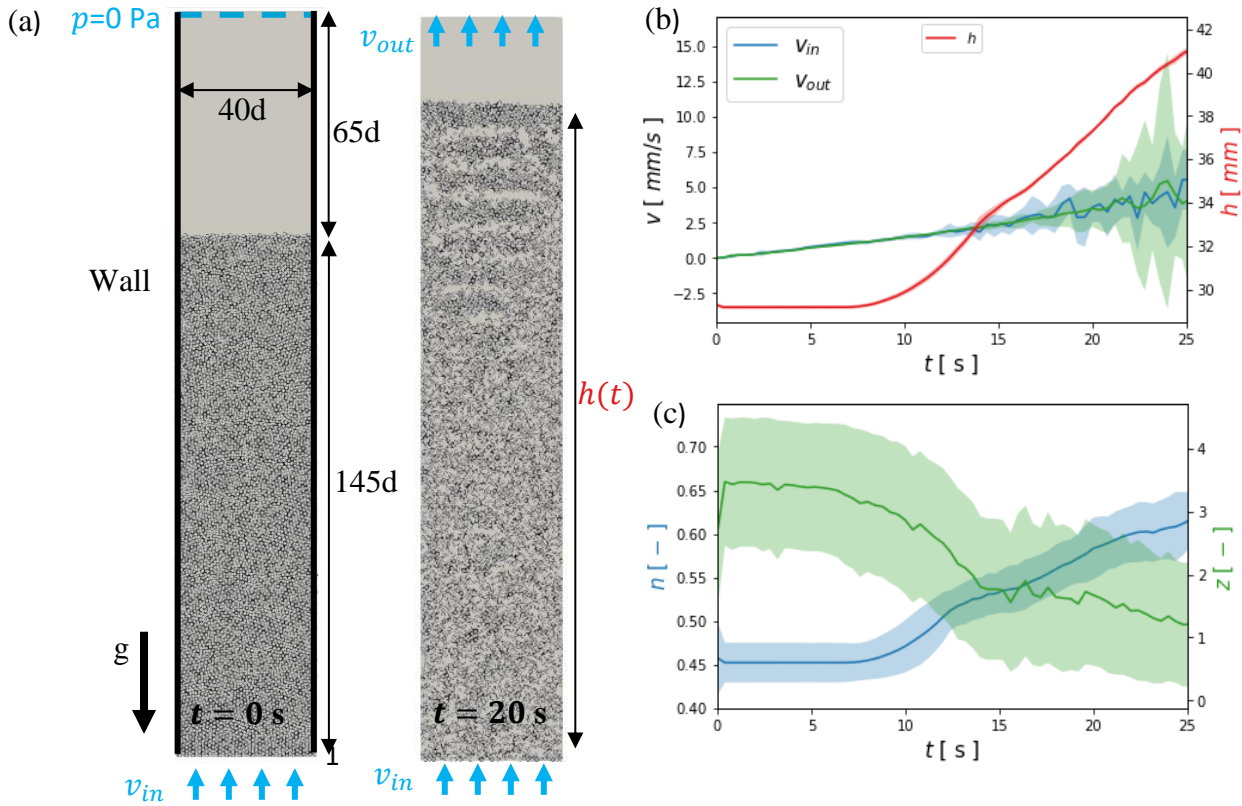 (a)
p=0 Pa
40d
65d
Wall
145d
g
t = 0 s
1
v_in
v_out
h(t)
t = 20 s
v_in
(b)
v_in
v_out
h
v [ mm/s ]
15.0
12.5
10.0
7.5
5.0
2.5
0.0
−2.5
42
40
38
36
34
32
30
h [ mm ]
0
5
10
15
20
25
t [ s ]
(c)
n [ − ]
0.70
0.65
0.60
0.55
0.50
0.45
0.40
4
3
2
1
0
z [ − ]
0
5
10
15
20
25
t [ s ]